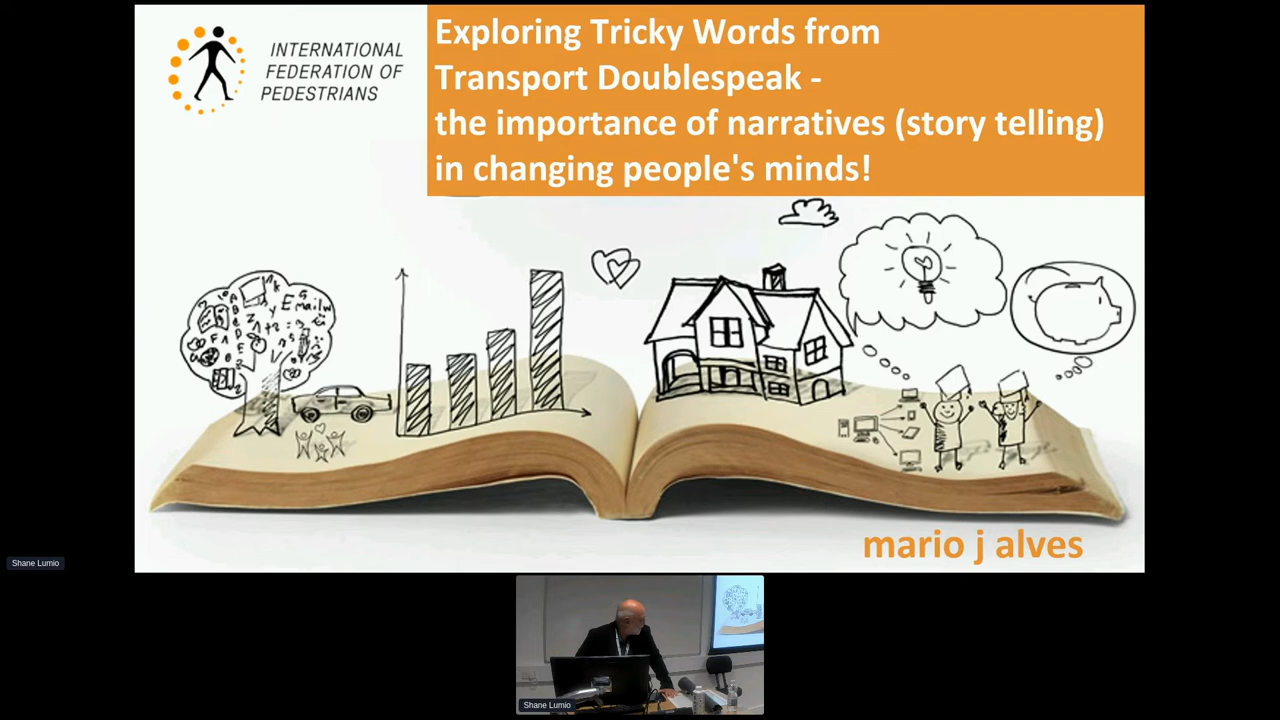 INTERNATIONAL
FEDERATION OF
PEDESTRIANS
Exploring Tricky Words from
Transport Doublespeak -
the importance of narratives (story telling)
in changing people's minds!
mario j alves
Shane Lumio
Shane Lumio